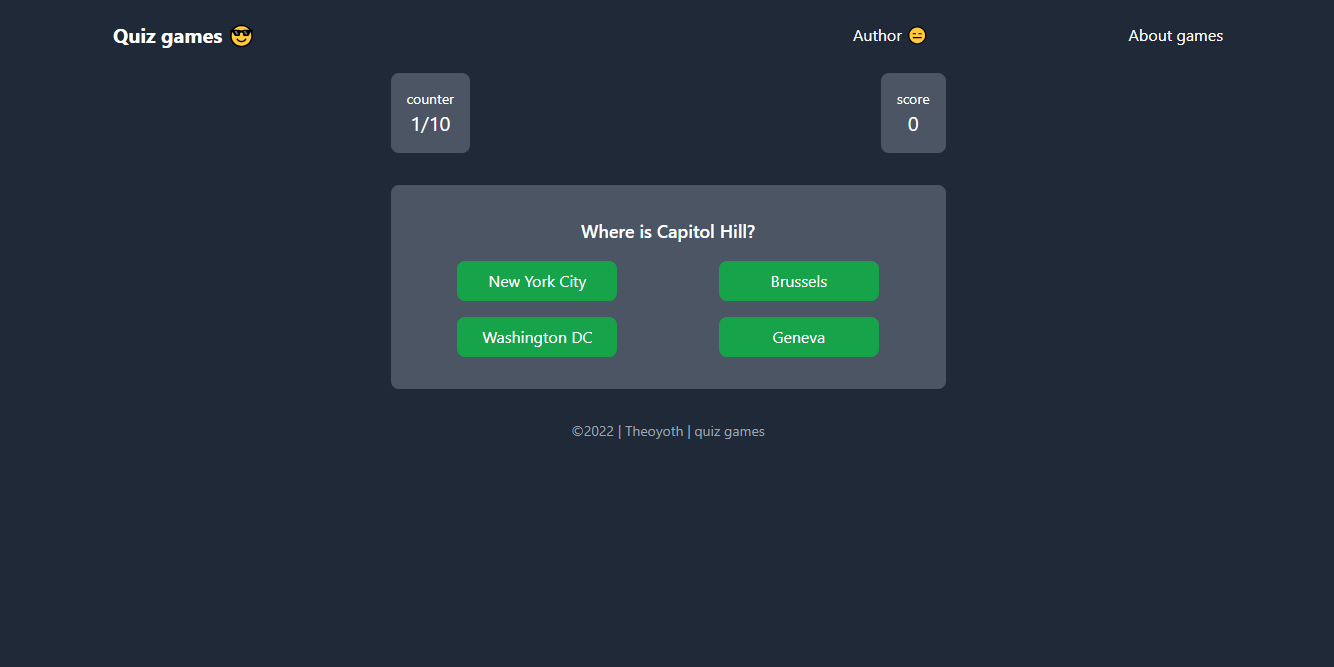 Quiz games 😎
Author 😑
About games
counter
1/10
score
0
Where is Capitol Hill?
New York City
Brussels
Washington DC
Geneva
©2022 | Theoyoth | quiz games